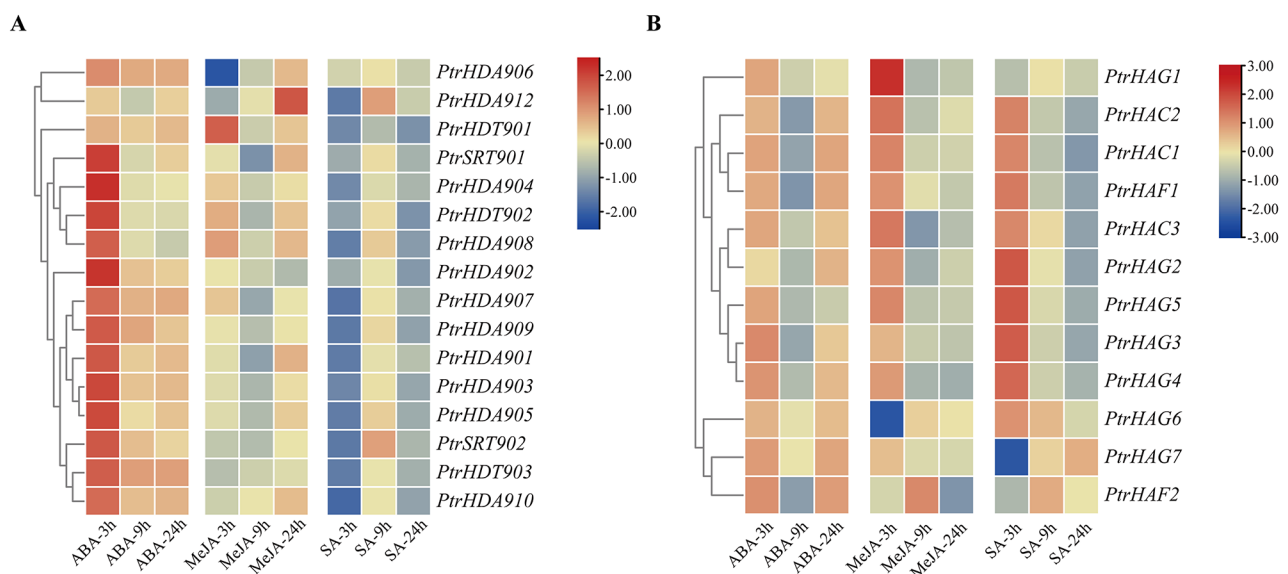 A
PtrHDA906
PtrHDA912
PtrHDT901
PtrSRT901
PtrHDA904
PtrHDT902
PtrHDA908
PtrHDA902
PtrHDA907
PtrHDA909
PtrHDA901
PtrHDA903
PtrHDA905
PtrSRT902
PtrHDT903
PtrHDA910
ABA-3h
ABA-9h
ABA-24h
MeJA-3h
MeJA-9h
MeJA-24h
SA-3h
SA-9h
SA-24h
2.00
1.00
0.00
-1.00
-2.00
B
PtrHAG1
PtrHAC2
PtrHAC1
PtrHAF1
PtrHAC3
PtrHAG2
PtrHAG5
PtrHAG3
PtrHAG4
PtrHAG6
PtrHAG7
PtrHAF2
ABA-3h
ABA-9h
ABA-24h
MeJA-3h
MeJA-9h
MeJA-24h
SA-3h
SA-9h
SA-24h
3.00
2.00
1.00
0.00
-1.00
-2.00
-3.00